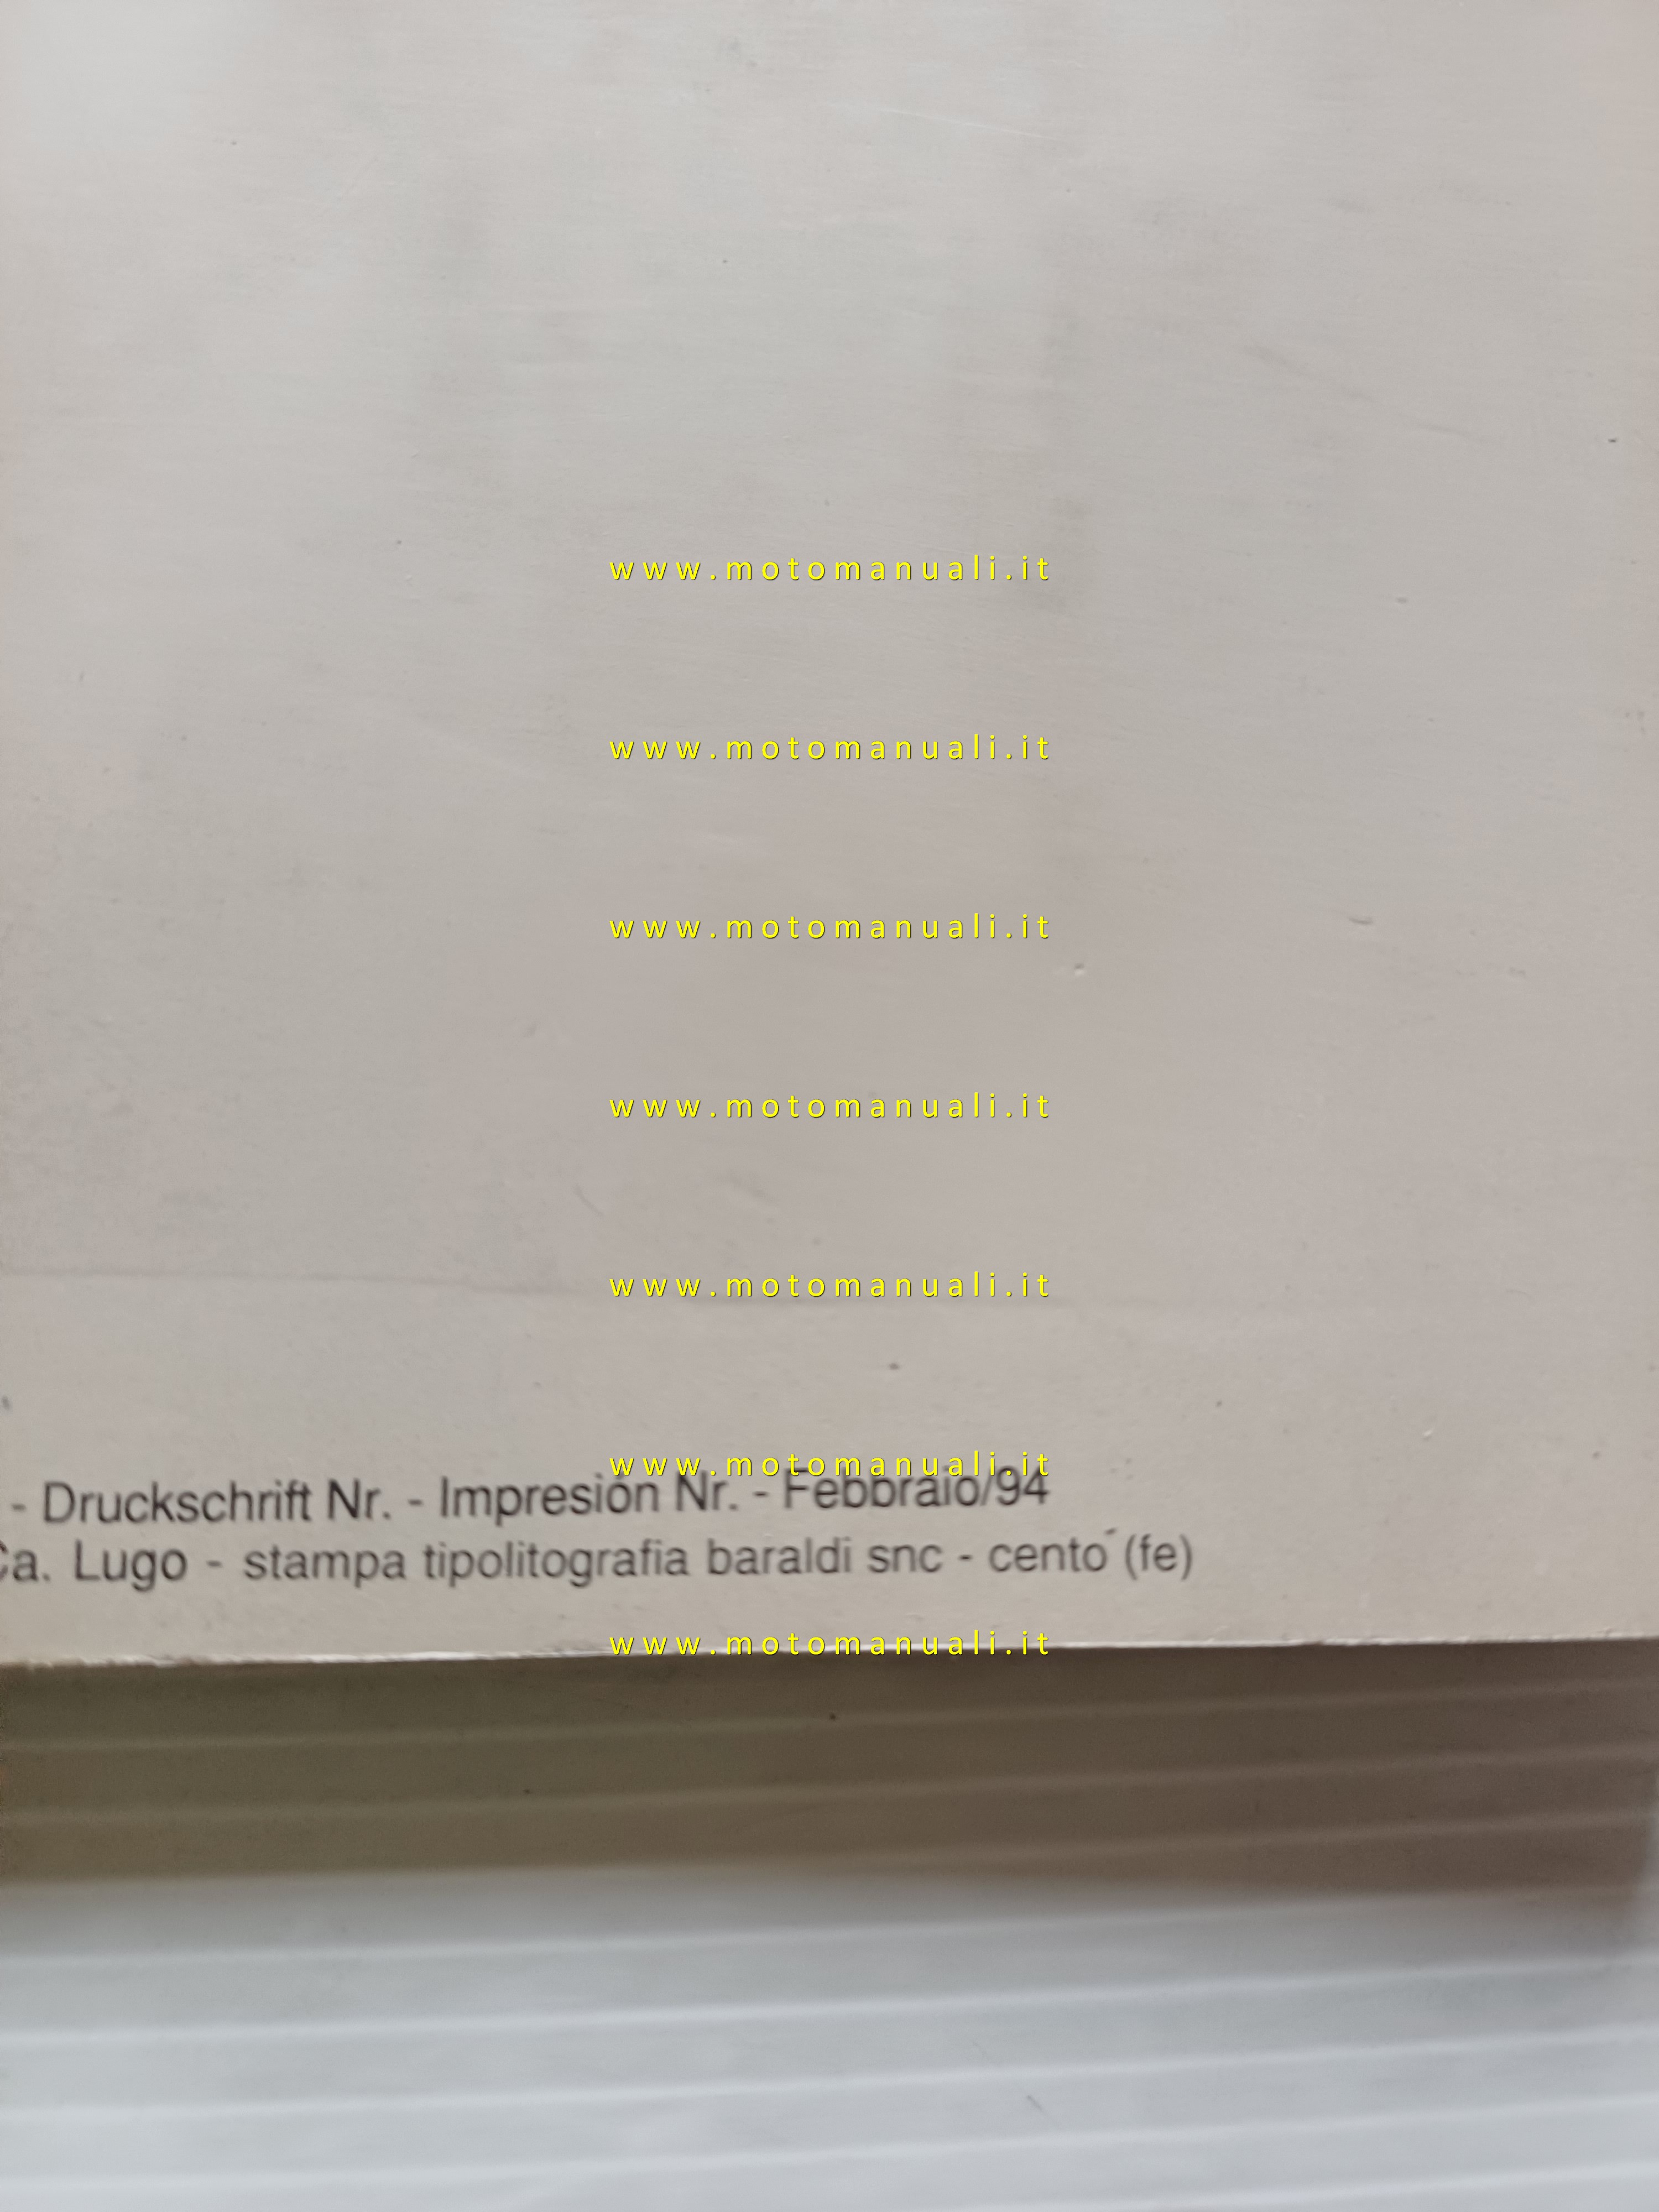 www.motomanuali.it
www.motomanuali.it
www.motomanuali.it
www.motomanuali.it
www.motomanuali.it
www.motomanuali.it
- Druckschrift Nr. - Impresión Nr. - Febbraio/94
Ca. Lugo - stampa tipolitografia baraldi snc - cento (fe)
www.motomanuali.it